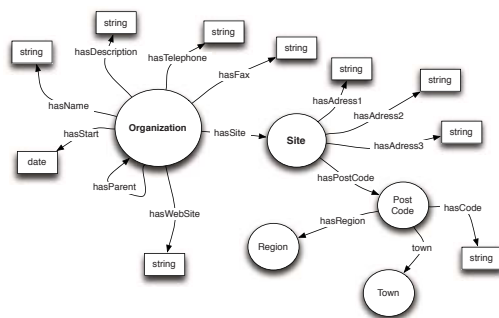 string
string
string
string
hasDescription
hasTelephone
hasFax
hasName
Organization
hasStart
date
hasParent
hasWebSite
string
hasSite
Site
hasAdress1
string
hasAdress2
string
hasAdress3
string
hasPostCode
Post
Code
hasRegion
Region
town
Town
hasCode
string